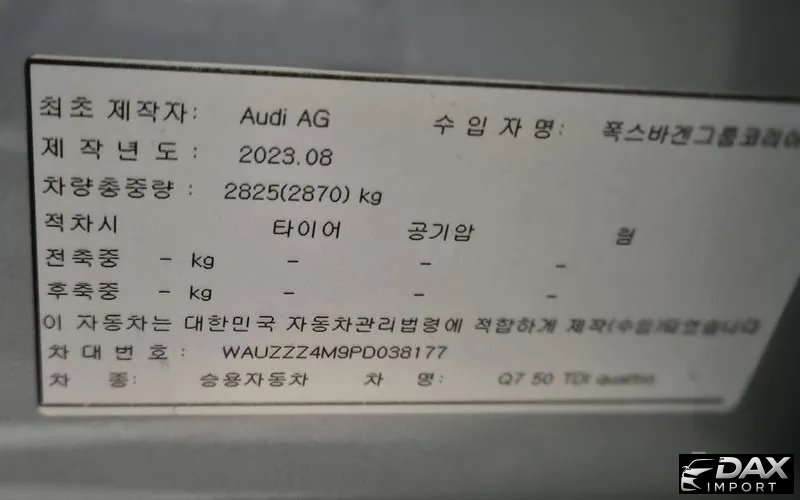 최초 제작자: Audi AG 수입자명: 폭스바겐그룹코리아
제작년도: 2023.08
차량총중량: 2825(2870) kg
적차시 타이어 공기압 림
전축중 - kg - - -
후축중 - kg - - -
이 자동차는 대한민국 자동차관리법령에 적합하게 제작(수입)되었습니다
차대번호: WAUZZZ4M9PD038177
차 종: 승용자동차 차 명: Q7 50 TDI quattro
DAX
IMPORT